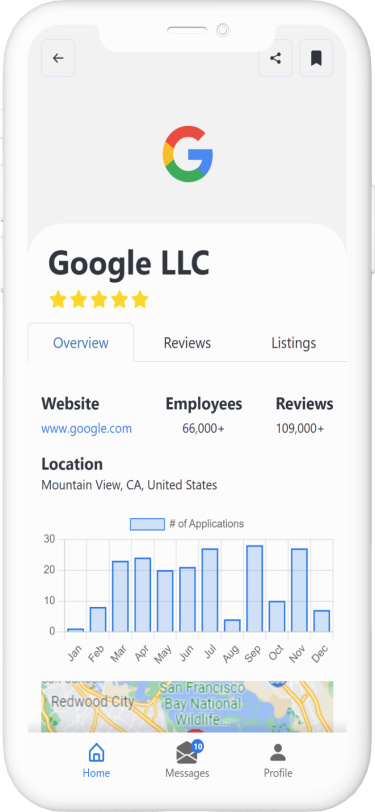 Google LLC
Overview Reviews Listings
Website Employees Reviews
www.google.com 66,000+ 109,000+
Location
Mountain View, CA, United States
# of Applications
30
20
10
0
Jan Feb Mar Apr May Jun Jul Aug Sep Oct Nov Dec
San Francisco
Redwood City
Bay National
Wildlife...
10
Home Messages Profile